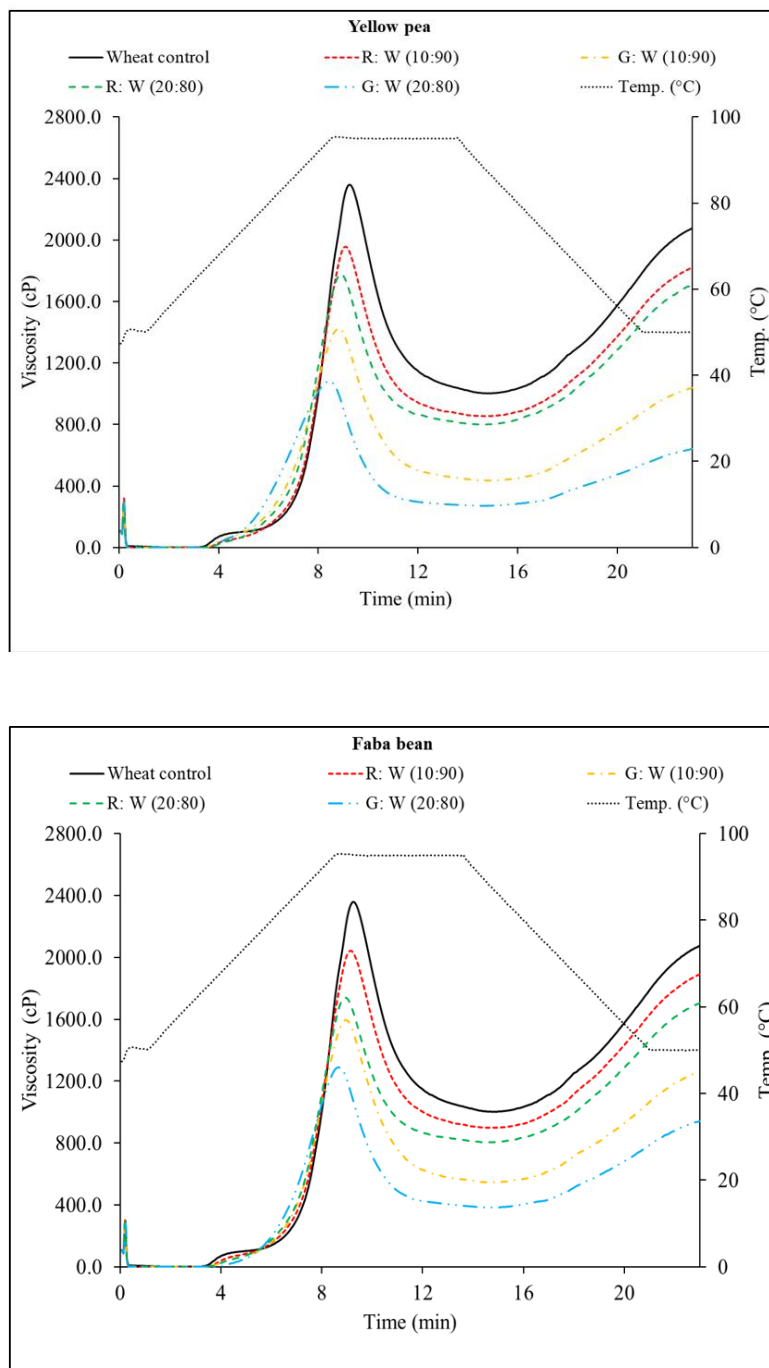 Yellow pea
Wheat control R: W (10:90) G: W (10:90)
R: W (20:80) G: W (20:80) Temp. (°C)
2800.0 100
2400.0
80
2000.0
1600.0 60
1200.0
40
800.0
20
400.0
0.0 0
0 4 8 12 16 20
Time (min)
Viscosity (cP)
Temp. (°C)
Faba bean
Wheat control R: W (10:90) G: W (10:90)
R: W (20:80) G: W (20:80) Temp. (°C)
2800.0 100
2400.0
80
2000.0
1600.0 60
1200.0
40
800.0
20
400.0
0.0 0
0 4 8 12 16 20
Time (min)
Viscosity (cP)
Temp. (°C)